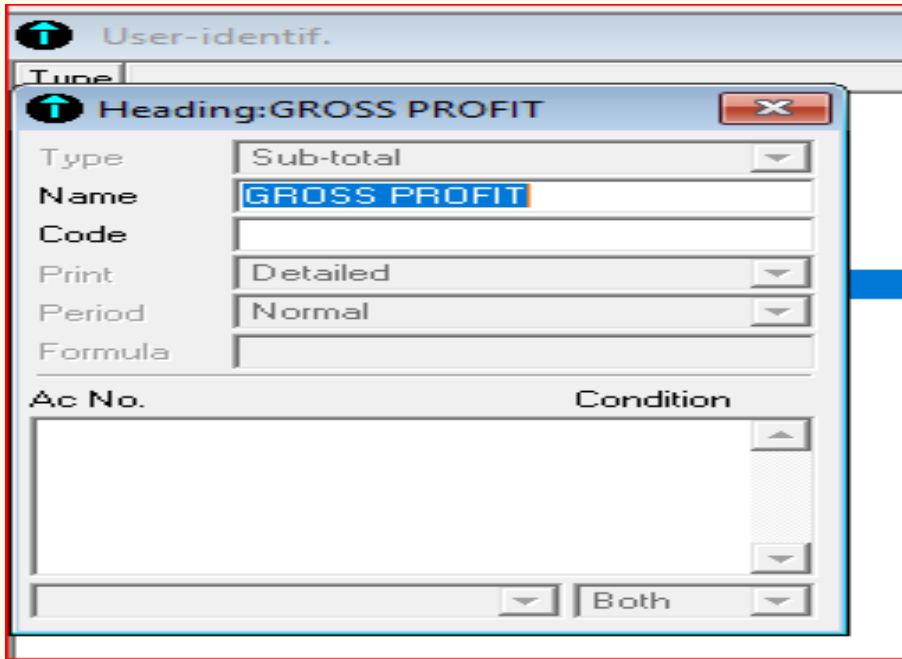 User-identif.
Type
Heading:GROSS PROFIT
Type Sub-total
Name GROSS PROFIT
Code
Print Detailed
Period Normal
Formula
Ac No. Condition
Both